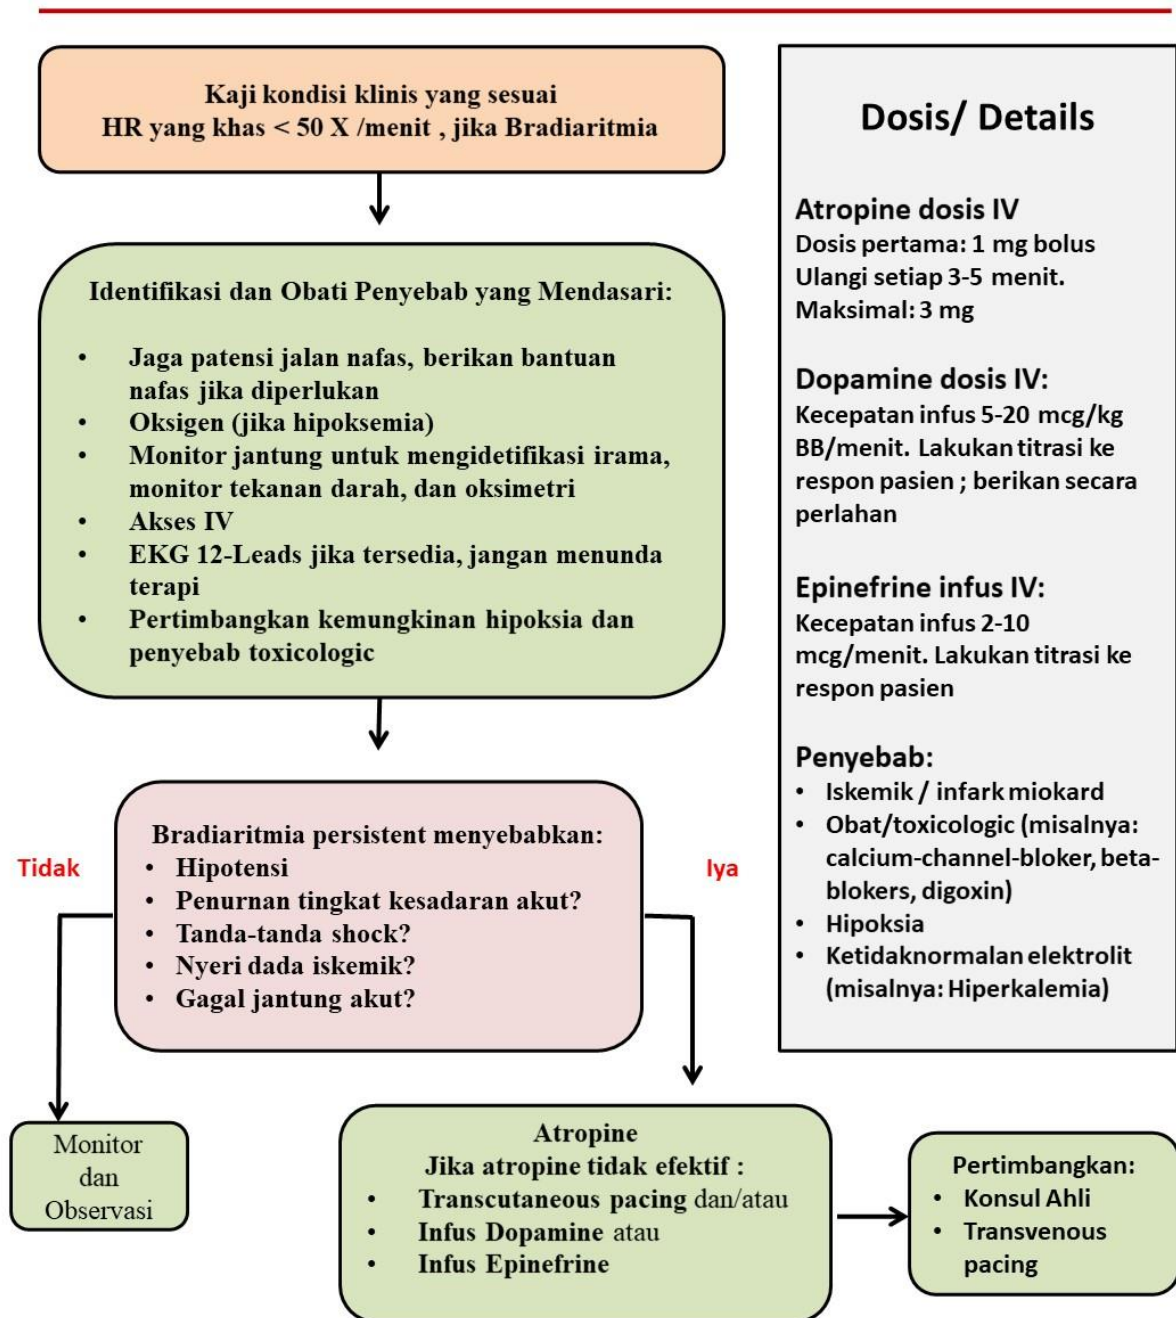 Kaji kondisi klinis yang sesuai
HR yang khas < 50 X /menit , jika Bradiaritmia
Identifikasi dan Obati Penyebab yang Mendasari:
• Jaga patensi jalan nafas, berikan bantuan
nafas jika diperlukan
• Oksigen (jika hipoksemia)
• Monitor jantung untuk mengidetifikasi irama,
monitor tekanan darah, dan oksimetri
• Akses IV
• EKG 12-Leads jika tersedia, jangan menunda
terapi
• Pertimbangkan kemungkinan hipoksia dan
penyebab toxicologic
Tidak
Bradiaritmia persistent menyebabkan:
• Hipotensi
• Penurnan tingkat kesadaran akut?
• Tanda-tanda shock?
• Nyeri dada iskemik?
• Gagal jantung akut?
Iya
Monitor
dan
Observasi
Atropine
Jika atropine tidak efektif :
• Transcutaneous pacing dan/atau
• Infus Dopamine atau
• Infus Epinefrine
Pertimbangkan:
• Konsul Ahli
• Transvenous
pacing
Dosis/ Details
Atropine dosis IV
Dosis pertama: 1 mg bolus
Ulangi setiap 3-5 menit.
Maksimal: 3 mg
Dopamine dosis IV:
Kecepatan infus 5-20 mcg/kg
BB/menit. Lakukan titrasi ke
respon pasien ; berikan secara
perlahan
Epinefrine infus IV:
Kecepatan infus 2-10
mcg/menit. Lakukan titrasi ke
respon pasien
Penyebab:
• Iskemik / infark miokard
• Obat/toxicologic (misalnya:
calcium-channel-bloker, beta-
blokers, digoxin)
• Hipoksia
• Ketidaknormalan elektrolit
(misalnya: Hiperkalemia)